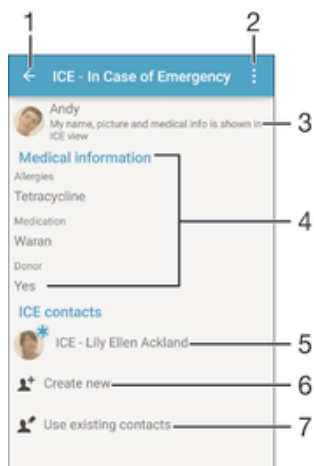 1 2
ICE - In Case of Emergency
Andy
My name, picture and medical info is shown in
ICE view
3
Medical information
Allergies
Tetracycline
Medication
Waran
4
Donor
Yes
ICE contacts
ICE - Lily Ellen Ackland 5
Create new 6
Use existing contacts 7